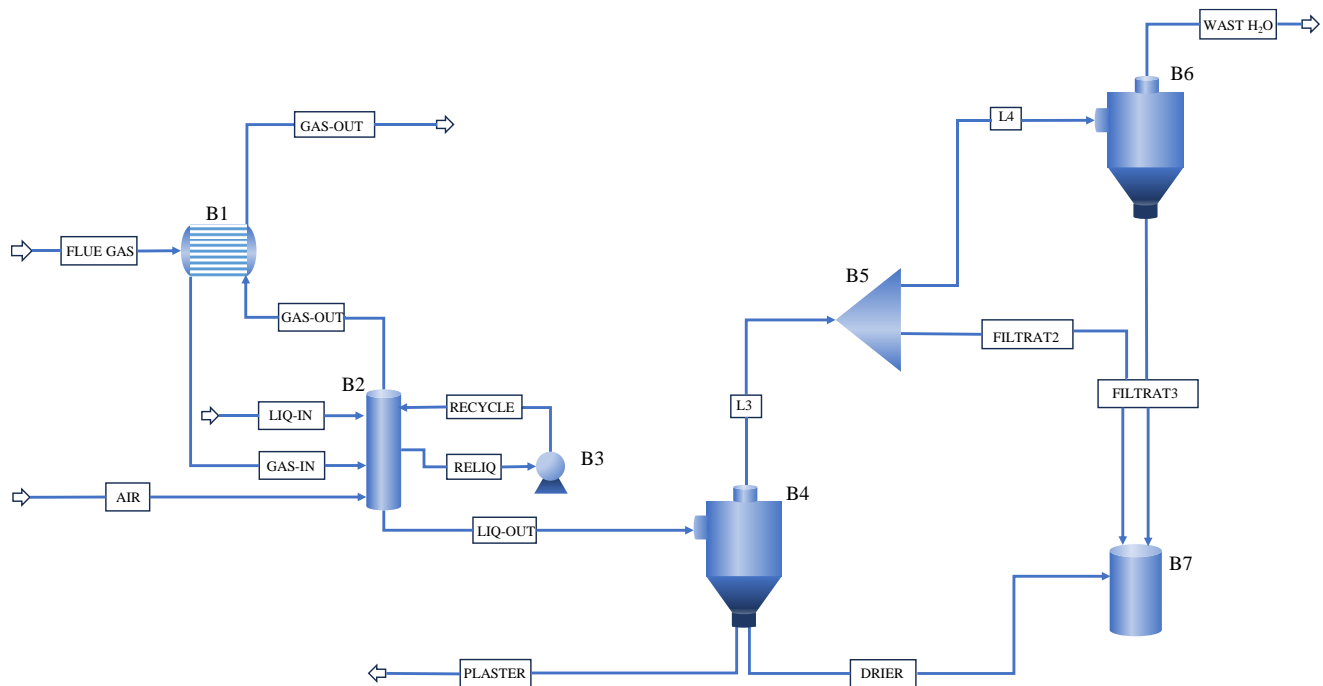 WAST H₂O
B6
L4
GAS-OUT
B1
FLUE GAS
B5
GAS-OUT
FILTRAT2
B2
FILTRAT3
RECYCLE
L3
LIQ-IN
B3
GAS-IN
RELIQ
AIR
B4
LIQ-OUT
B7
PLASTER
DRIER